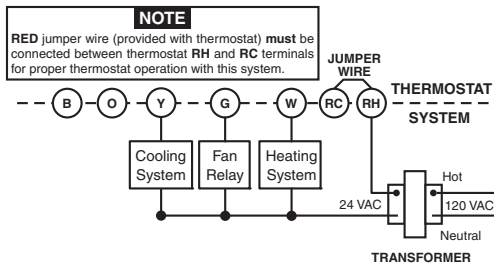 NOTE
RED jumper wire (provided with thermostat) must be
connected between thermostat RH and RC terminals
for proper thermostat operation with this system.
JUMPER
WIRE
THERMOSTAT
B O Y G W RC RH
SYSTEM
Cooling
System
Fan
Relay
Heating
System
Hot
24 VAC
120 VAC
Neutral
TRANSFORMER